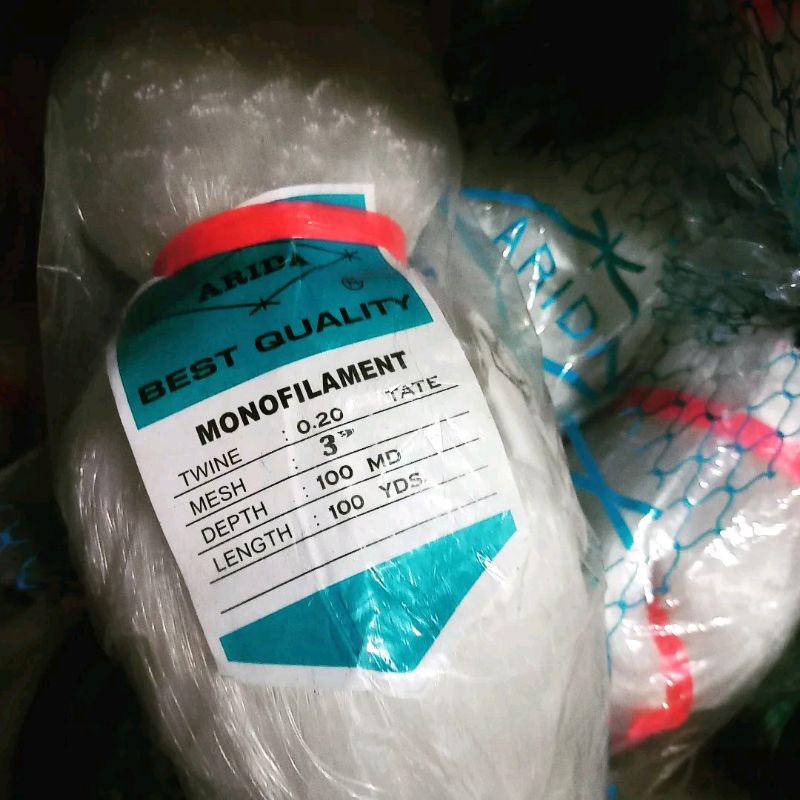 ARIDA
®
BEST QUALITY
MONOFILAMENT
TWINE : 0.20 TATE
MESH : 3"
DEPTH : 100 MD
LENGTH : 100 YDS.
ARIDA